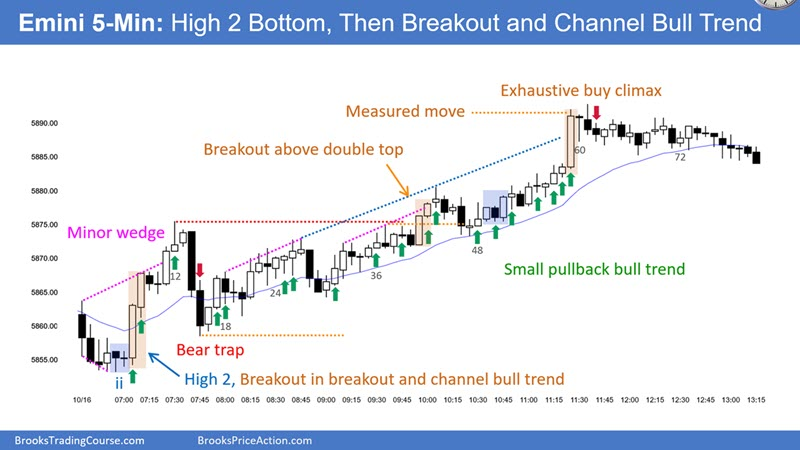 Emini 5-Min: High 2 Bottom, Then Breakout and Channel Bull Trend
Exhaustive buy climax
Measured move
5890.00
Breakout above double top
60
5885.00
72
5880.00
5875.00
Minor wedge
48
5870.00
12
36
Small pullback bull trend
5865.00
24
18
5860.00
Bear trap
5855.00
ii
High 2, Breakout in breakout and channel bull trend
10/16 07:00 07:15 07:30 07:45 08:00 08:15 08:30 08:45 09:00 09:15 09:30 09:45 10:00 10:15 10:30 10:45 11:00 11:15 11:30 11:45 12:00 12:15 12:30 12:45 13:00 13:15
BrooksTradingCourse.com
BrooksPriceAction.com